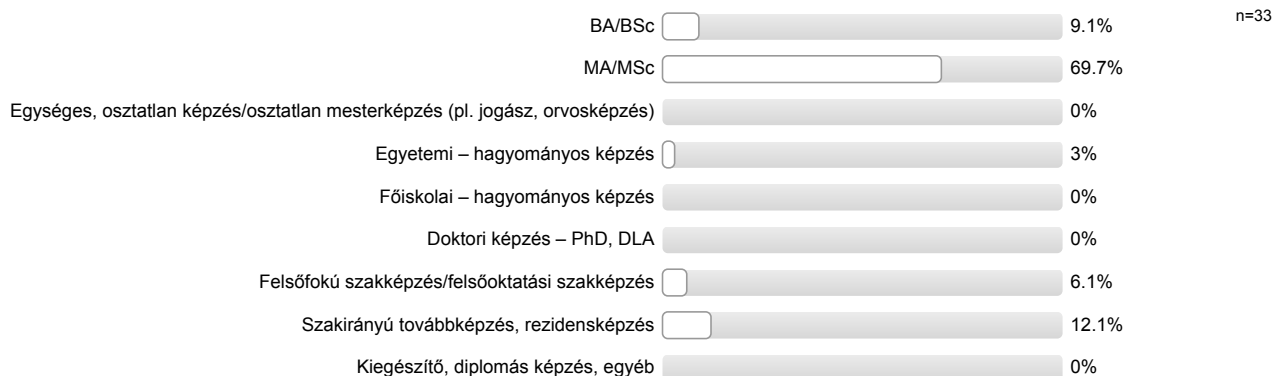 BA/BSc 9.1% n=33
MA/MSc 69.7%
Egységes, osztatlan képzés/osztatlan mesterképzés (pl. jogász, orvosképzés) 0%
Egyetemi – hagyományos képzés 3%
Főiskolai – hagyományos képzés 0%
Doktori képzés – PhD, DLA 0%
Felsőfokú szakképzés/felsőoktatási szakképzés 6.1%
Szakirányú továbbképzés, rezidensképzés 12.1%
Kiegészítő, diplomás képzés, egyéb 0%